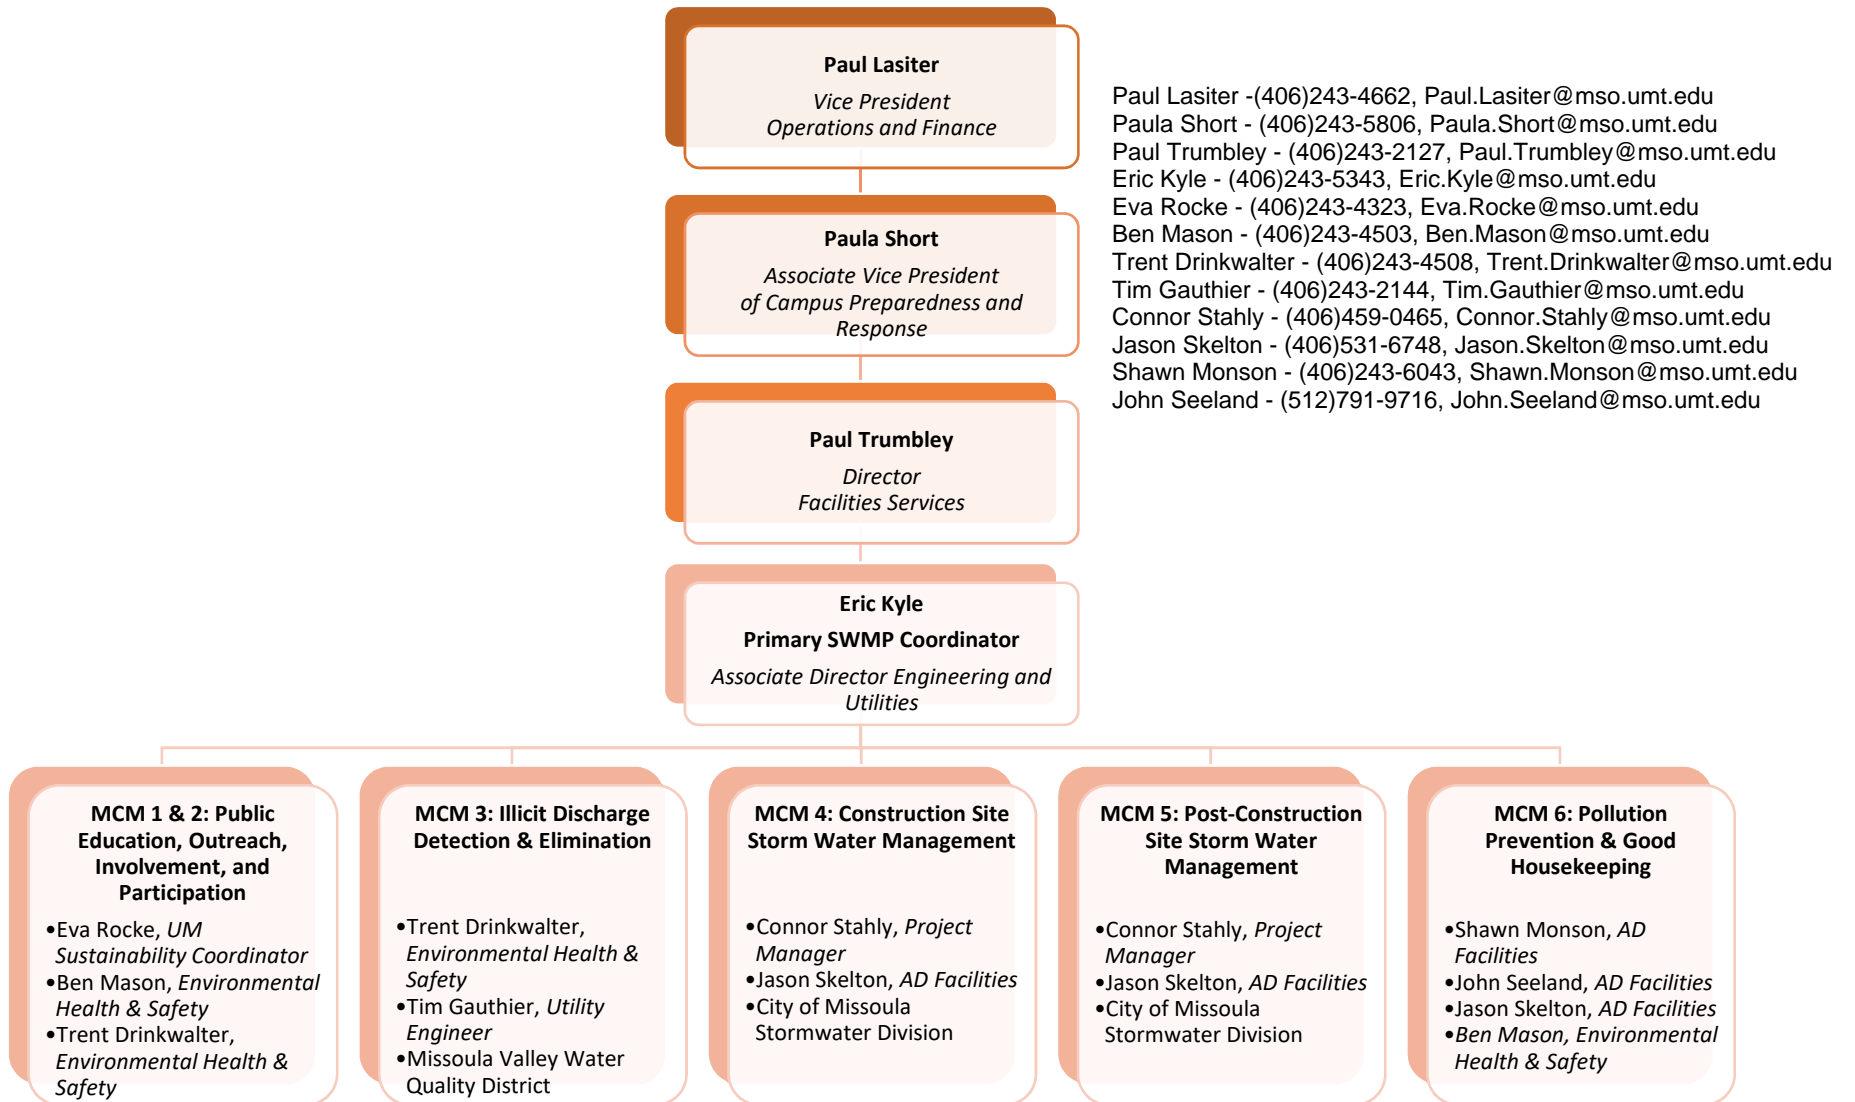 Paul Lasiter
Vice President
Operations and Finance
Paul Lasiter -(406)243-4662, Paul.Lasiter@mso.umt.edu
Paula Short - (406)243-5806, Paula.Short@mso.umt.edu
Paul Trumbley - (406)243-2127, Paul.Trumbley@mso.umt.edu
Eric Kyle - (406)243-5343, Eric.Kyle@mso.umt.edu
Eva Rocke - (406)243-4323, Eva.Rocke@mso.umt.edu
Ben Mason - (406)243-4503, Ben.Mason@mso.umt.edu
Trent Drinkwalter - (406)243-4508, Trent.Drinkwalter@mso.umt.edu
Tim Gauthier - (406)243-2144, Tim.Gauthier@mso.umt.edu
Connor Stahly - (406)459-0465, Connor.Stahly@mso.umt.edu
Jason Skelton - (406)531-6748, Jason.Skelton@mso.umt.edu
Shawn Monson - (406)243-6043, Shawn.Monson@mso.umt.edu
John Seeland - (512)791-9716, John.Seeland@mso.umt.edu
Paula Short
Associate Vice President
of Campus Preparedness and
Response
Paul Trumbley
Director
Facilities Services
Eric Kyle
Primary SWMP Coordinator
Associate Director Engineering and
Utilities
MCM 1 & 2: Public
Education, Outreach,
Involvement, and
Participation
•Eva Rocke, UM
Sustainability Coordinator
•Ben Mason, Environmental
Health & Safety
•Trent Drinkwalter,
Environmental Health &
Safety
MCM 3: Illicit Discharge
Detection & Elimination
•Trent Drinkwalter,
Environmental Health &
Safety
•Tim Gauthier, Utility
Engineer
•Missoula Valley Water
Quality District
MCM 4: Construction Site
Storm Water Management
•Connor Stahly, Project
Manager
•Jason Skelton, AD Facilities
•City of Missoula
Stormwater Division
MCM 5: Post-Construction
Site Storm Water
Management
•Connor Stahly, Project
Manager
•Jason Skelton, AD Facilities
•City of Missoula
Stormwater Division
MCM 6: Pollution
Prevention & Good
Housekeeping
•Shawn Monson, AD
Facilities
•John Seeland, AD Facilities
•Jason Skelton, AD Facilities
•Ben Mason, Environmental
Health & Safety